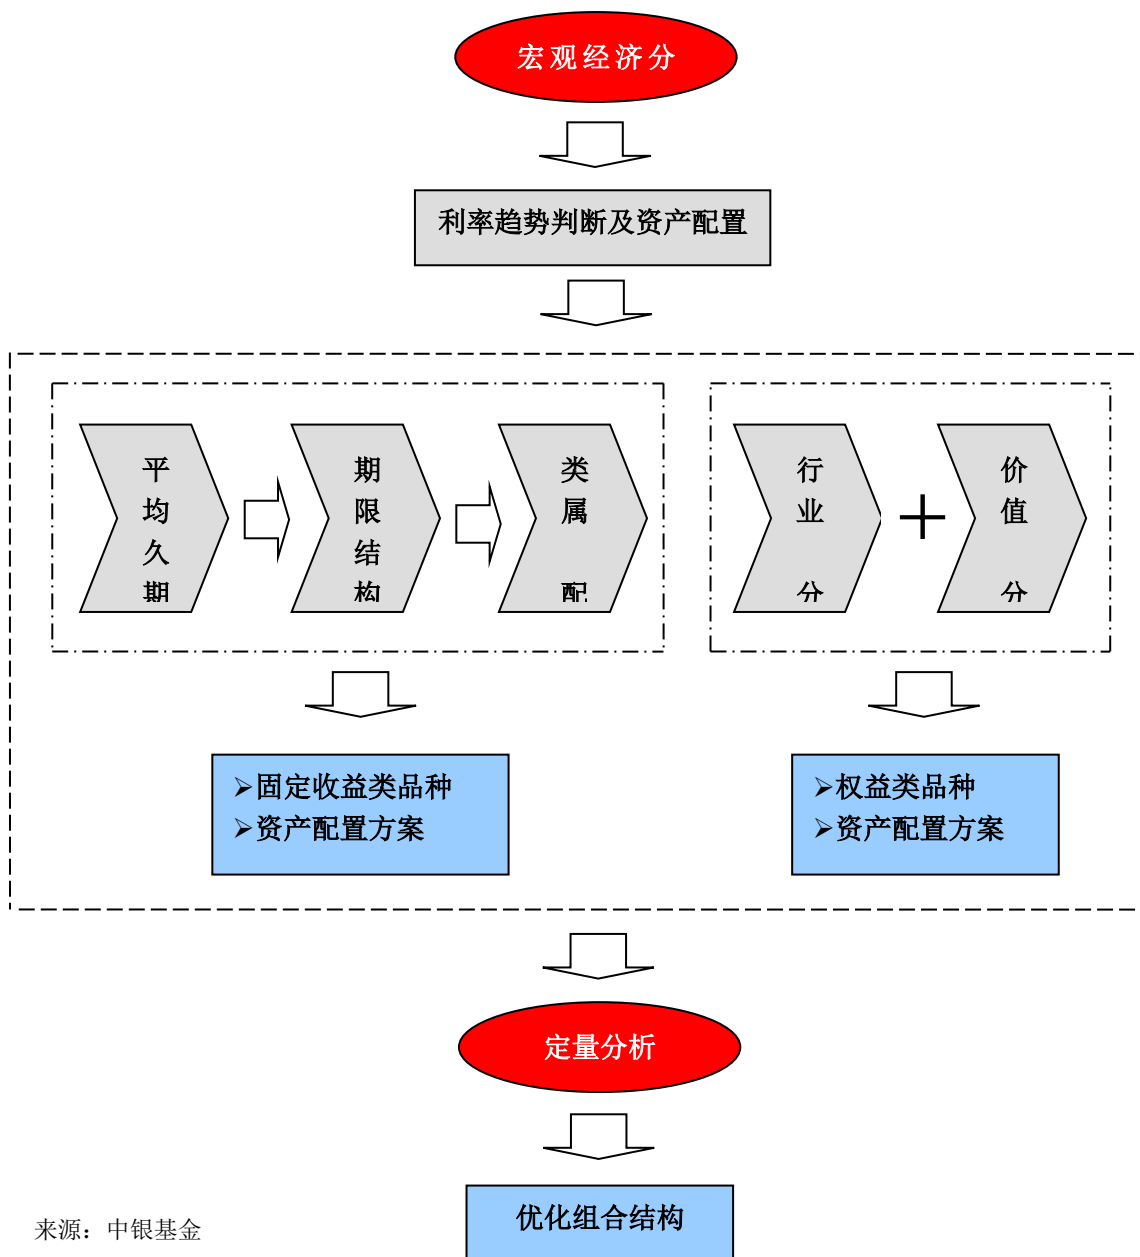 宏观经济分
利率趋势判断及资产配置
平
均
久
期
期
限
结
构
类
属
配
行
业
分
+
价
值
分
➢固定收益类品种
➢资产配置方案
➢权益类品种
➢资产配置方案
定量分析
优化组合结构
来源：中银基金